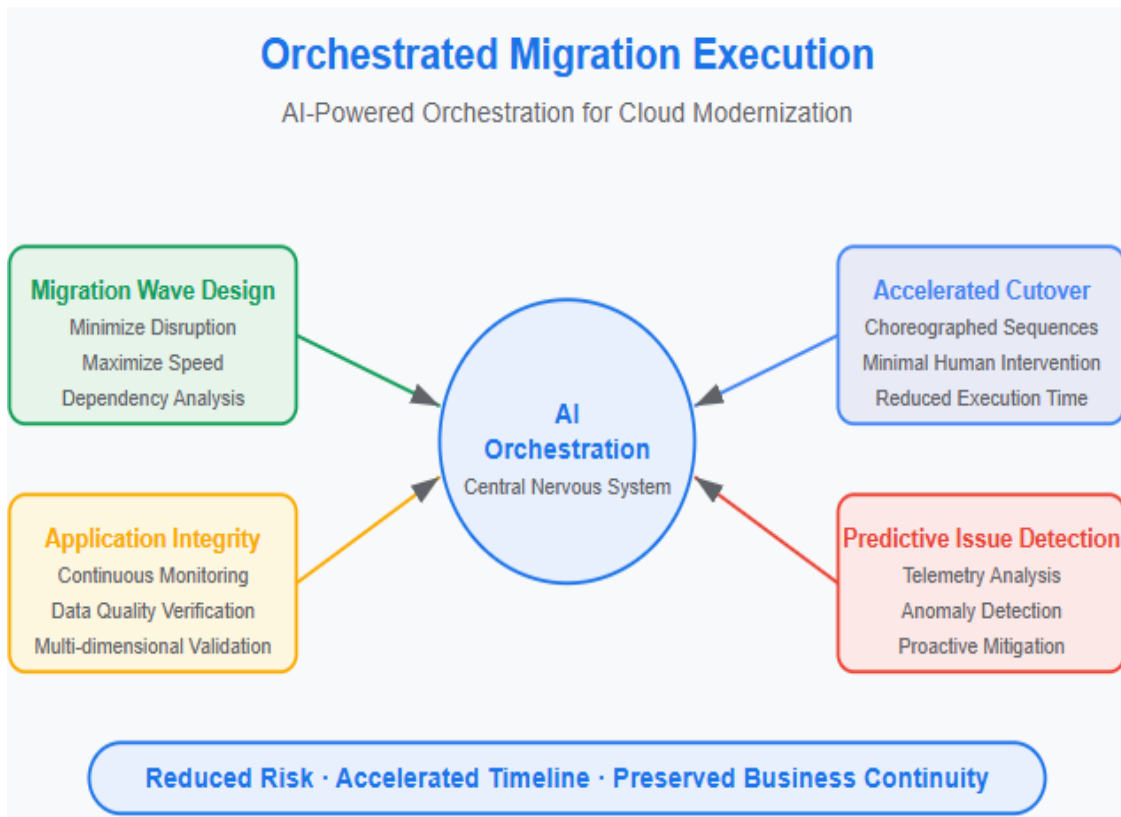 Orchestrated Migration Execution
AI-Powered Orchestration for Cloud Modernization
Migration Wave Design
Minimize Disruption
Maximize Speed
Dependency Analysis
Accelerated Cutover
Choreographed Sequences
Minimal Human Intervention
Reduced Execution Time
AI
Orchestration
Central Nervous System
Application Integrity
Continuous Monitoring
Data Quality Verification
Multi-dimensional Validation
Predictive Issue Detection
Telemetry Analysis
Anomaly Detection
Proactive Mitigation
Reduced Risk · Accelerated Timeline · Preserved Business Continuity